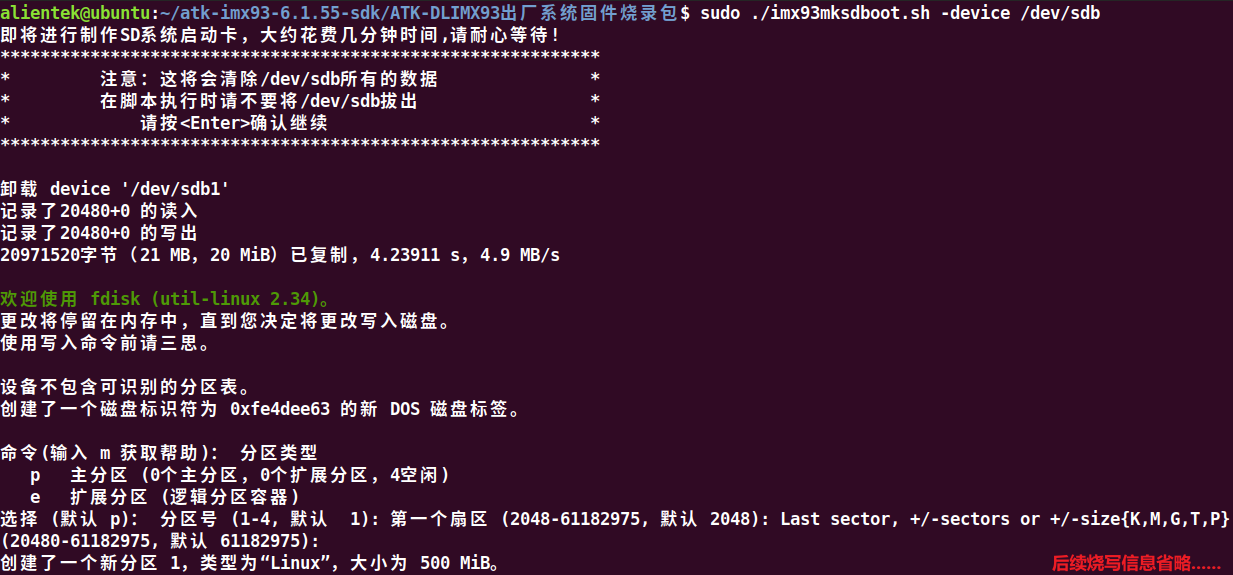 alientek@ubuntu:~/atk-imx93-6.1.55-sdk/ATK-DLIMX93出厂系统固件烧录包$ sudo ./imx93mksdboot.sh -device /dev/sdb
即将进行制作SD系统启动卡，大约花费几分钟时间,请耐心等待！
************************************************************
*         注意：这将会清除/dev/sdb所有的数据               *
*         在脚本执行时请不要将/dev/sdb拔出                 *
*             请按<Enter>确认继续                          *
************************************************************
卸载 device '/dev/sdb1'
记录了20480+0 的读入
记录了20480+0 的写出
20971520字节（21 MB，20 MiB）已复制，4.23911 s，4.9 MB/s
欢迎使用 fdisk (util-linux 2.34)。
更改将停留在内存中，直到您决定将更改写入磁盘。
使用写入命令前请三思。
设备不包含可识别的分区表。
创建了一个磁盘标识符为 0xfe4dee63 的新 DOS 磁盘标签。
命令(输入 m 获取帮助)： 分区类型
   p   主分区 (0个主分区，0个扩展分区，4空闲)
   e   扩展分区 (逻辑分区容器)
选择 (默认 p)： 分区号 (1-4, 默认  1): 第一个扇区 (2048-61182975, 默认 2048): Last sector, +/-sectors or +/-size{K,M,G,T,P}
(20480-61182975, 默认 61182975):
创建了一个新分区 1，类型为“Linux”，大小为 500 MiB。
后续烧写信息省略......